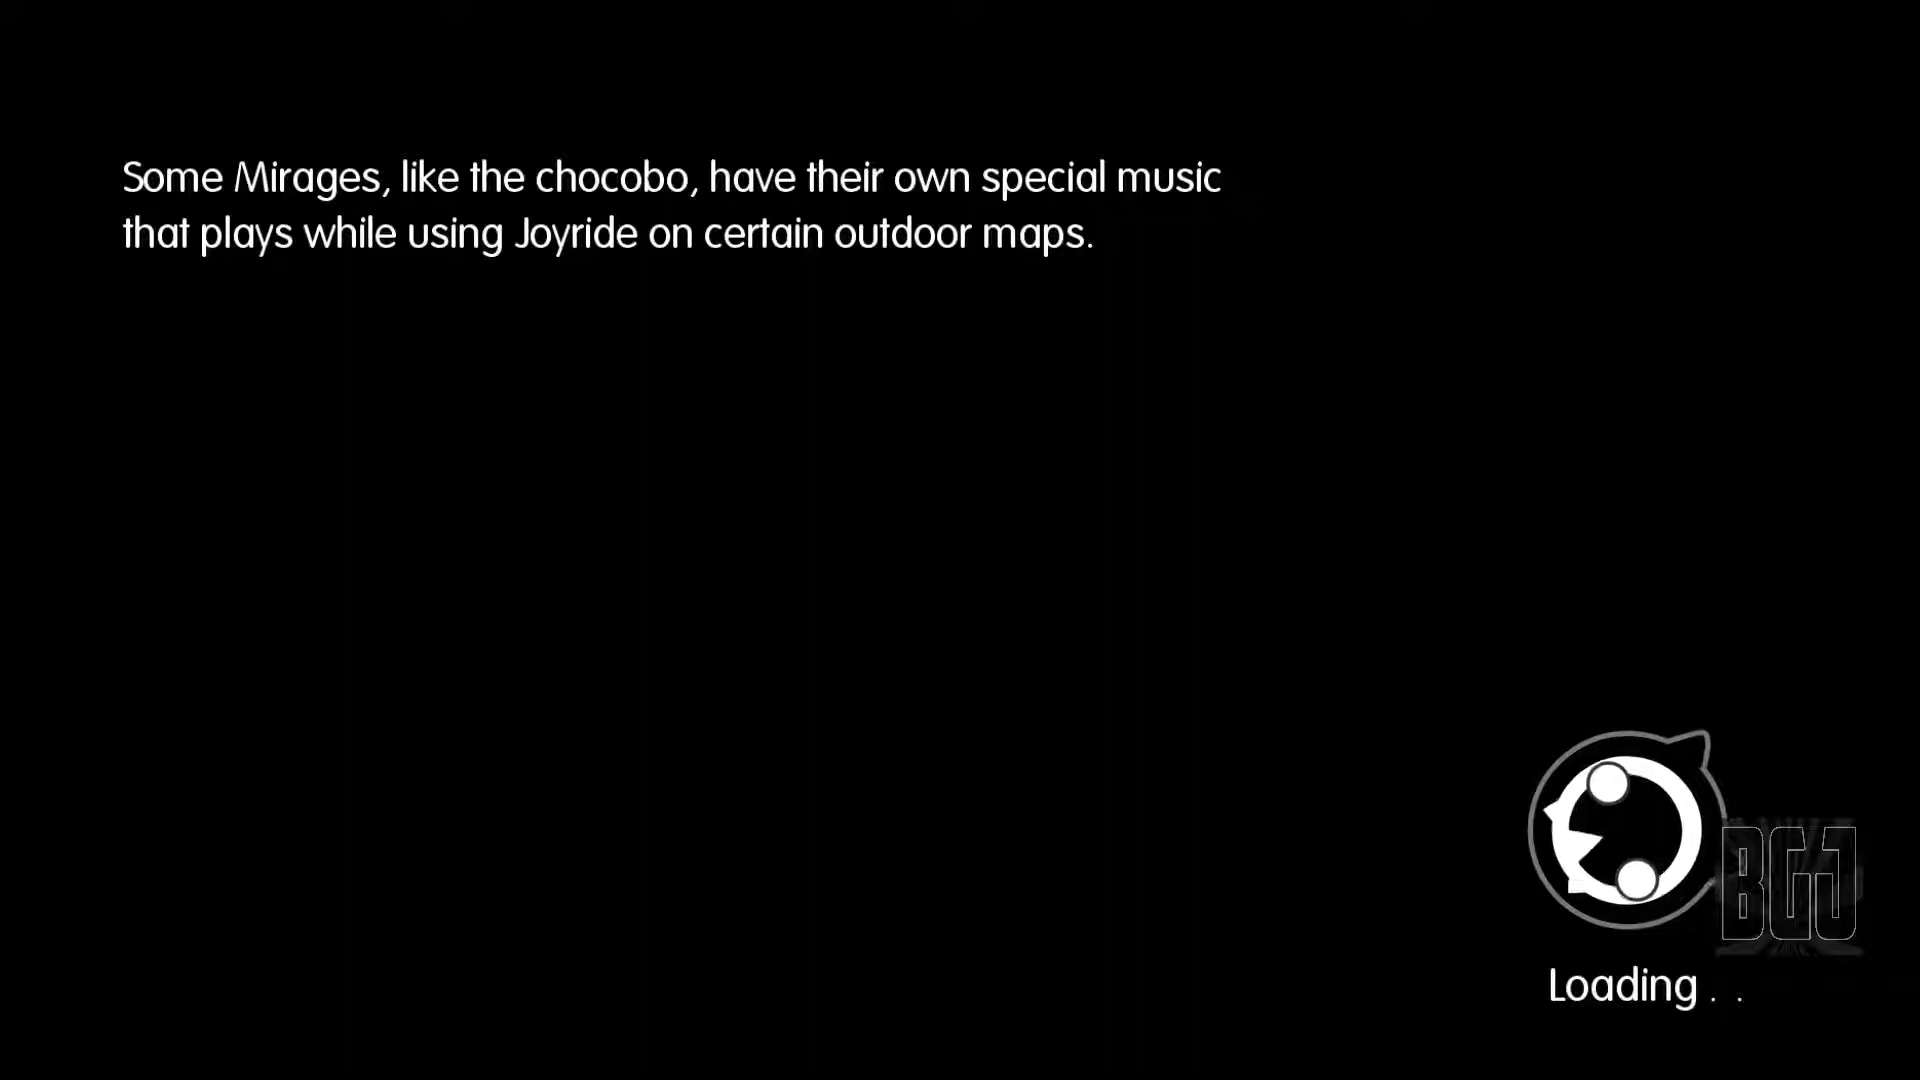 Some Mirages, like the chocobo, have their own special music
that plays while using Joyride on certain outdoor maps.
BGJ
Loading . .